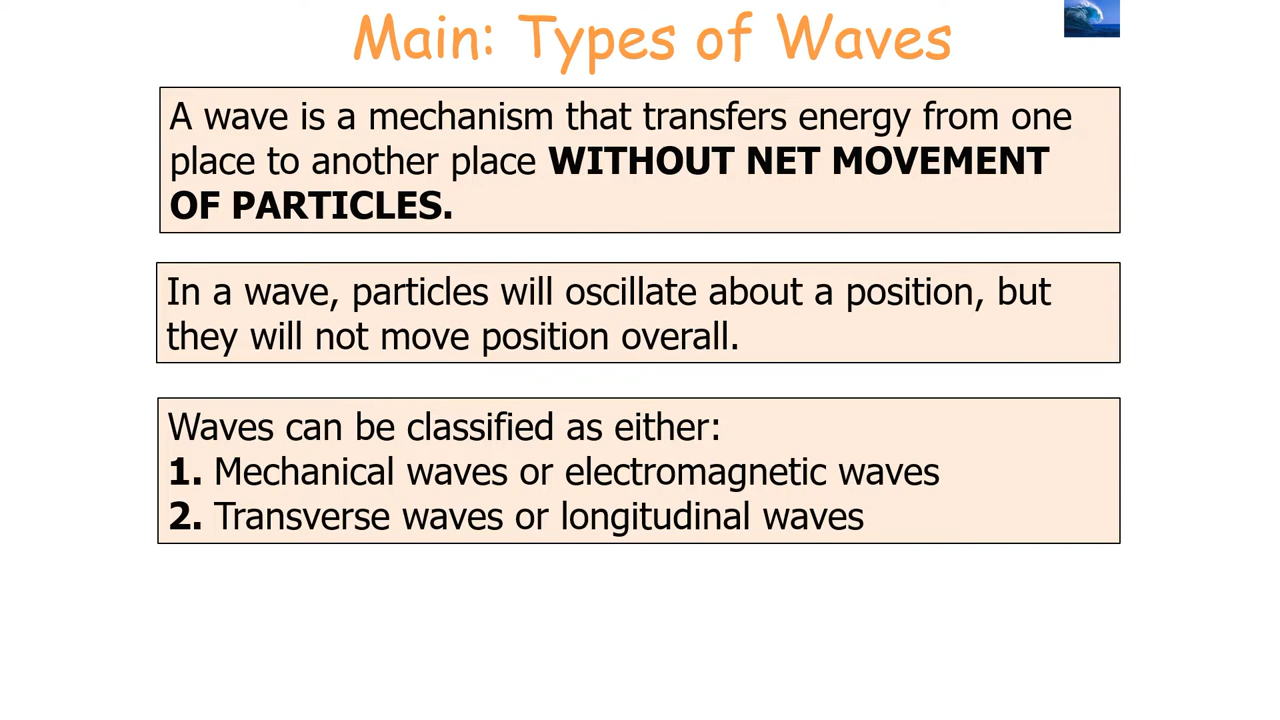 Main: Types of Waves
A wave is a mechanism that transfers energy from one
place to another place WITHOUT NET MOVEMENT
OF PARTICLES.
In a wave, particles will oscillate about a position, but
they will not move position overall.
Waves can be classified as either:
1. Mechanical waves or electromagnetic waves
2. Transverse waves or longitudinal waves